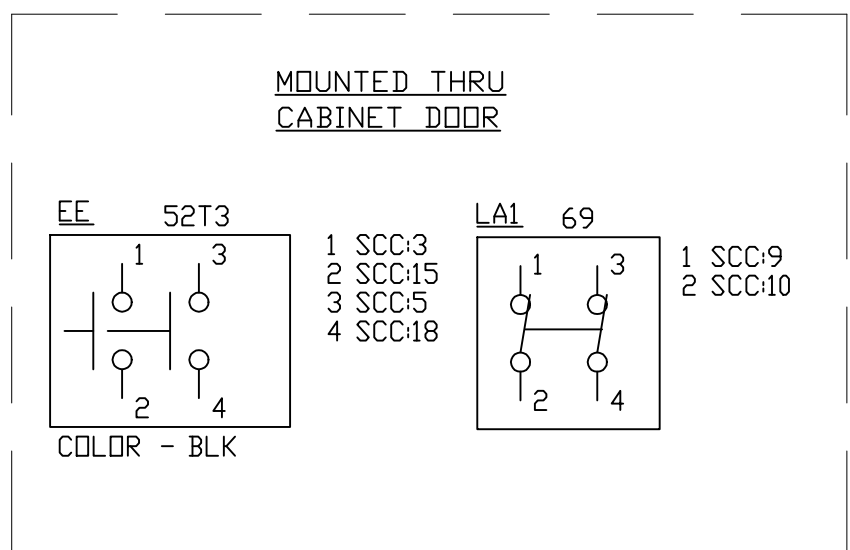 MOUNTED THRU
CABINET DOOR
EE 52T3
1 3
2 4
COLOR - BLK
1 SCC:3
2 SCC:15
3 SCC:5
4 SCC:18
LA1 69
1 3
2 4
1 SCC:9
2 SCC:10